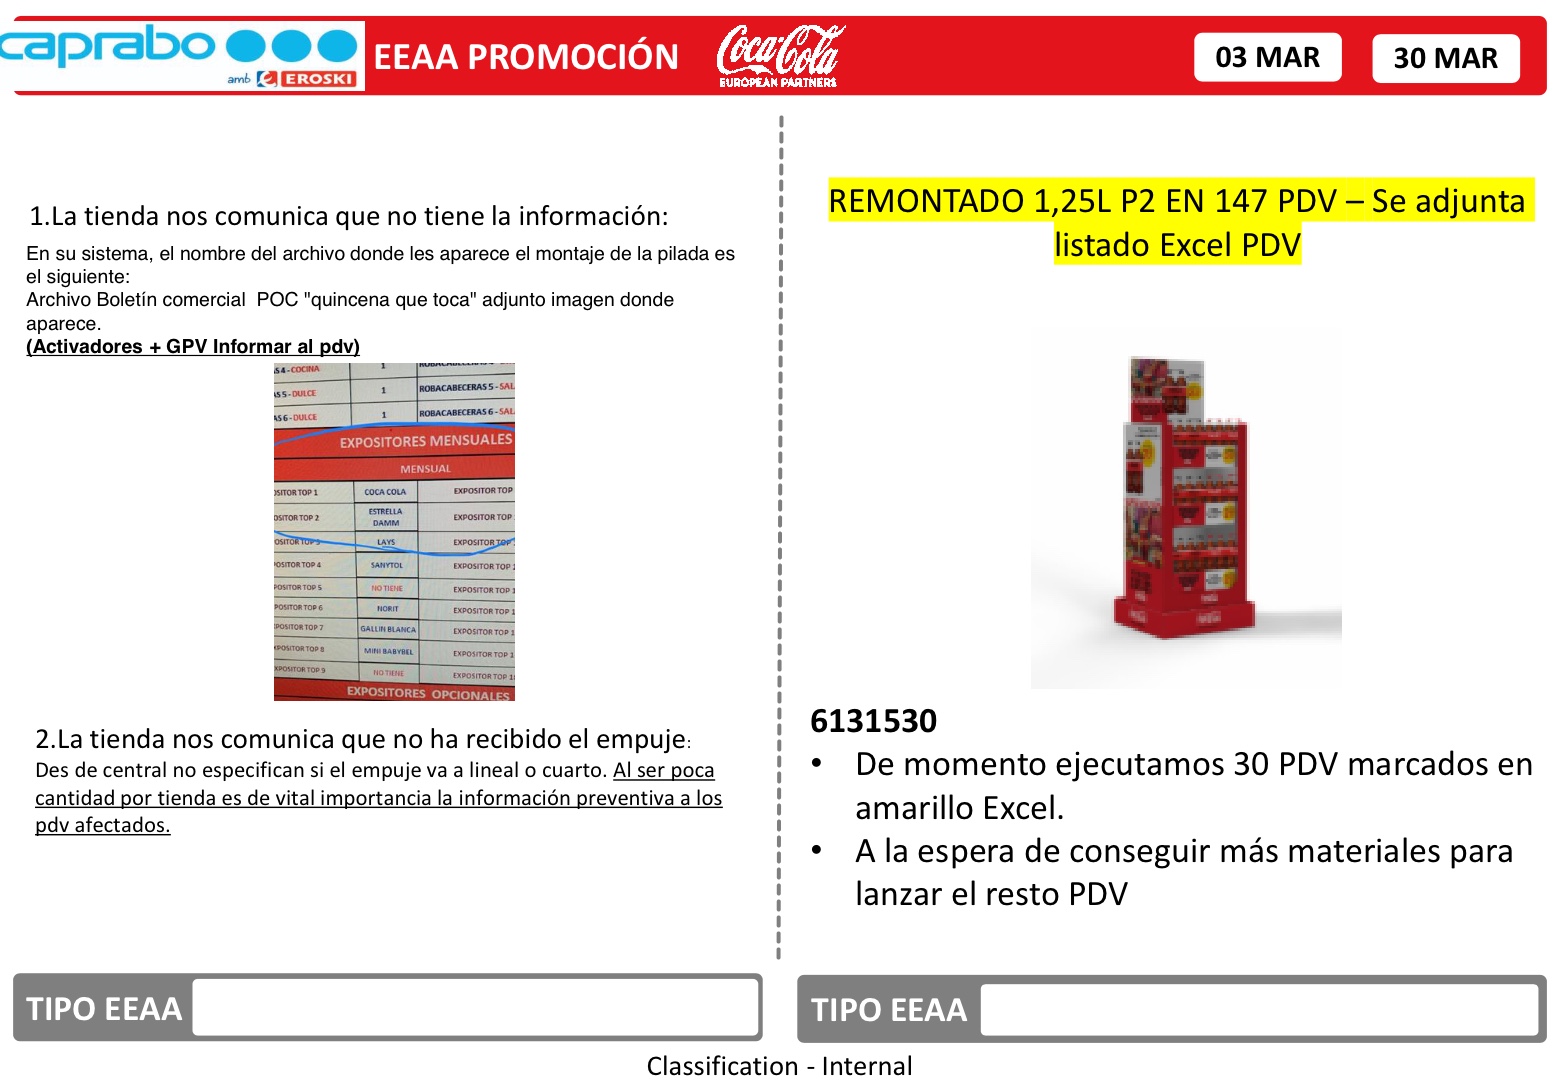 caprabo
amb EROSKI
EEAA PROMOCIÓN
Coca-Cola
EUROPEAN PARTNERS
03 MAR
30 MAR
1.La tienda nos comunica que no tiene la información:
En su sistema, el nombre del archivo donde les aparece el montaje de la pilada es
el siguiente:
Archivo Boletín comercial  POC "quincena que toca" adjunto imagen donde
aparece.
(Activadores + GPV Informar al pdv)
AS 4 - COCINA 1
AS 5 - DULCE 1 ROBACABECERAS 5 - SAL
AS 6 - DULCE 1 ROBACABECERAS 6 - SAL
EXPOSITORES MENSUALES
MENSUAL
OSITOR TOP 1 COCA COLA EXPOSITOR TOP
OSITOR TOP 2 ESTRELLA DAMM EXPOSITOR TOP
OSITOR TOP 3 LAYS EXPOSITOR TOP
POSITOR TOP 4 SANYTOL EXPOSITOR TOP 1
POSITOR TOP 5 NO TIENE EXPOSITOR TOP 1
POSITOR TOP 6 NORIT EXPOSITOR TOP 1
XPOSITOR TOP 7 GALLINBLANCA EXPOSITOR TOP 1
XPOSITOR TOP 8 MINI BABYBEL EXPOSITOR TOP 1
XPOSITOR TOP 9 NO TIENE EXPOSITOR TOP 1
EXPOSITORES OPCIONALES
2.La tienda nos comunica que no ha recibido el empuje:
Des de central no especifican si el empuje va a lineal o cuarto. Al ser poca
cantidad por tienda es de vital importancia la información preventiva a los
pdv afectados.
TIPO EEAA
REMONTADO 1,25L P2 EN 147 PDV – Se adjunta
listado Excel PDV
6131530
• De momento ejecutamos 30 PDV marcados en
amarillo Excel.
• A la espera de conseguir más materiales para
lanzar el resto PDV
TIPO EEAA
Classification - Internal